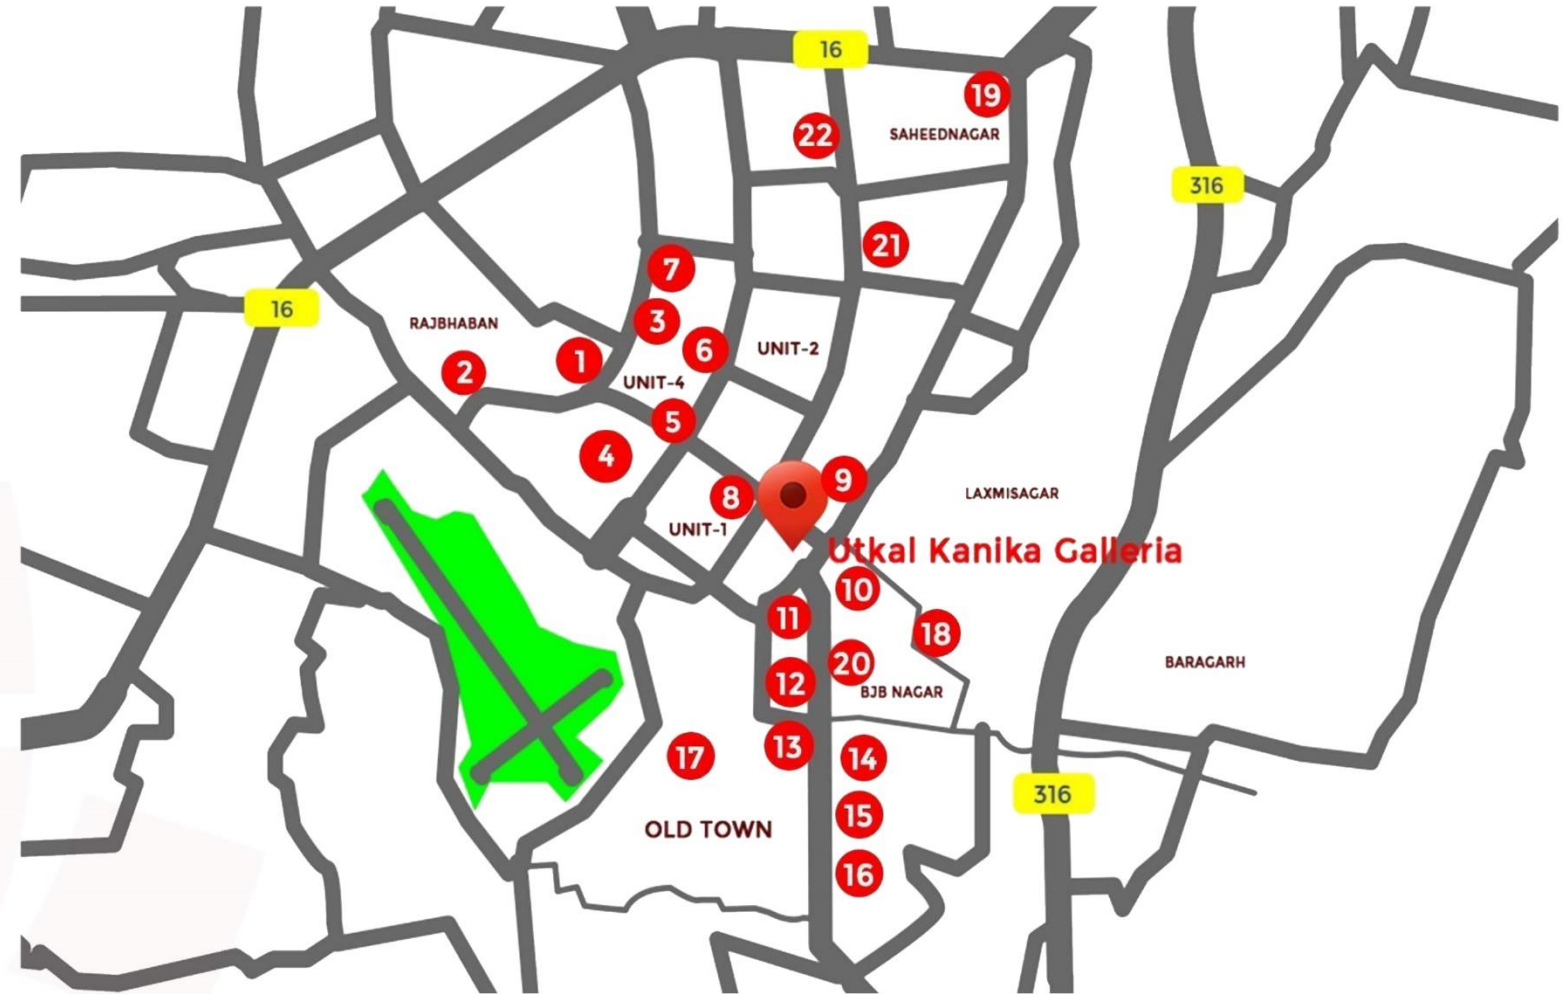 16
19
22
SAHEEDNAGAR
316
21
7
16
3
RAJBHABAN
6
UNIT-2
1
2
UNIT-4
5
4
9
8
LAXMISAGAR
UNIT-1
Utkal Kanika Galleria
10
11
18
20
BARAGARH
12
BJB NAGAR
13
17
14
316
15
OLD TOWN
16